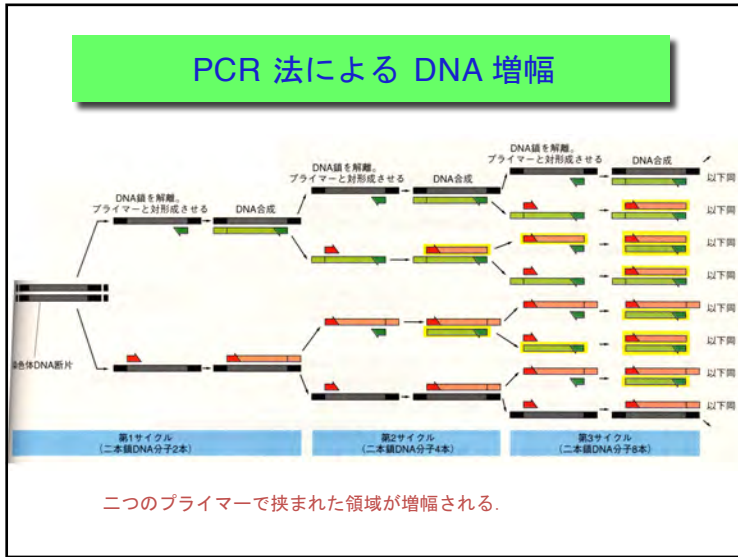 PCR 法による DNA 増幅
DNA鎖を解離。
プライマーと対形成させる
DNA合成
DNA鎖を解離。
プライマーと対形成させる
DNA合成
DNA鎖を解離。
プライマーと対形成させる
DNA合成
以下同
以下同
以下同
以下同
以下同
以下同
以下同
以下同
色体DNA断片
第1サイクル
(二本鎖DNA分子2本)
第2サイクル
(二本鎖DNA分子4本)
第3サイクル
(二本鎖DNA分子8本)
二つのプライマーで挟まれた領域が増幅される.